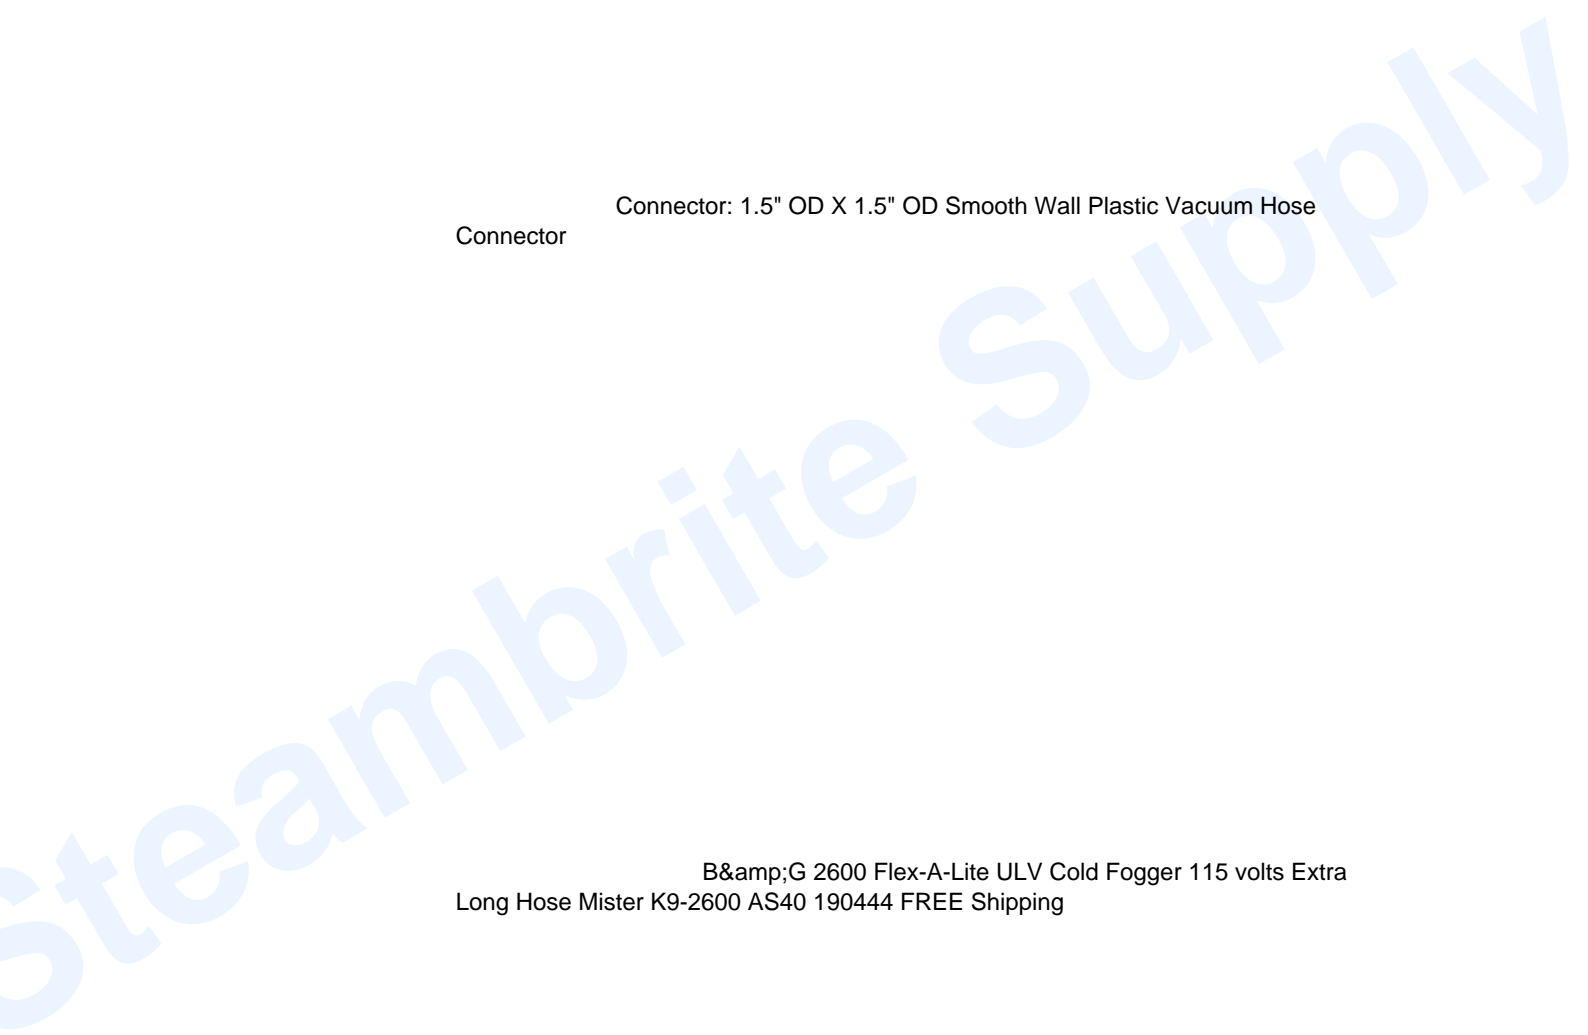 Connector: 1.5" OD X 1.5" OD Smooth Wall Plastic Vacuum Hose
Connector
Steambrite Supply
B&amp;G 2600 Flex-A-Lite ULV Cold Fogger 115 volts Extra
Long Hose Mister K9-2600 AS40 190444 FREE Shipping